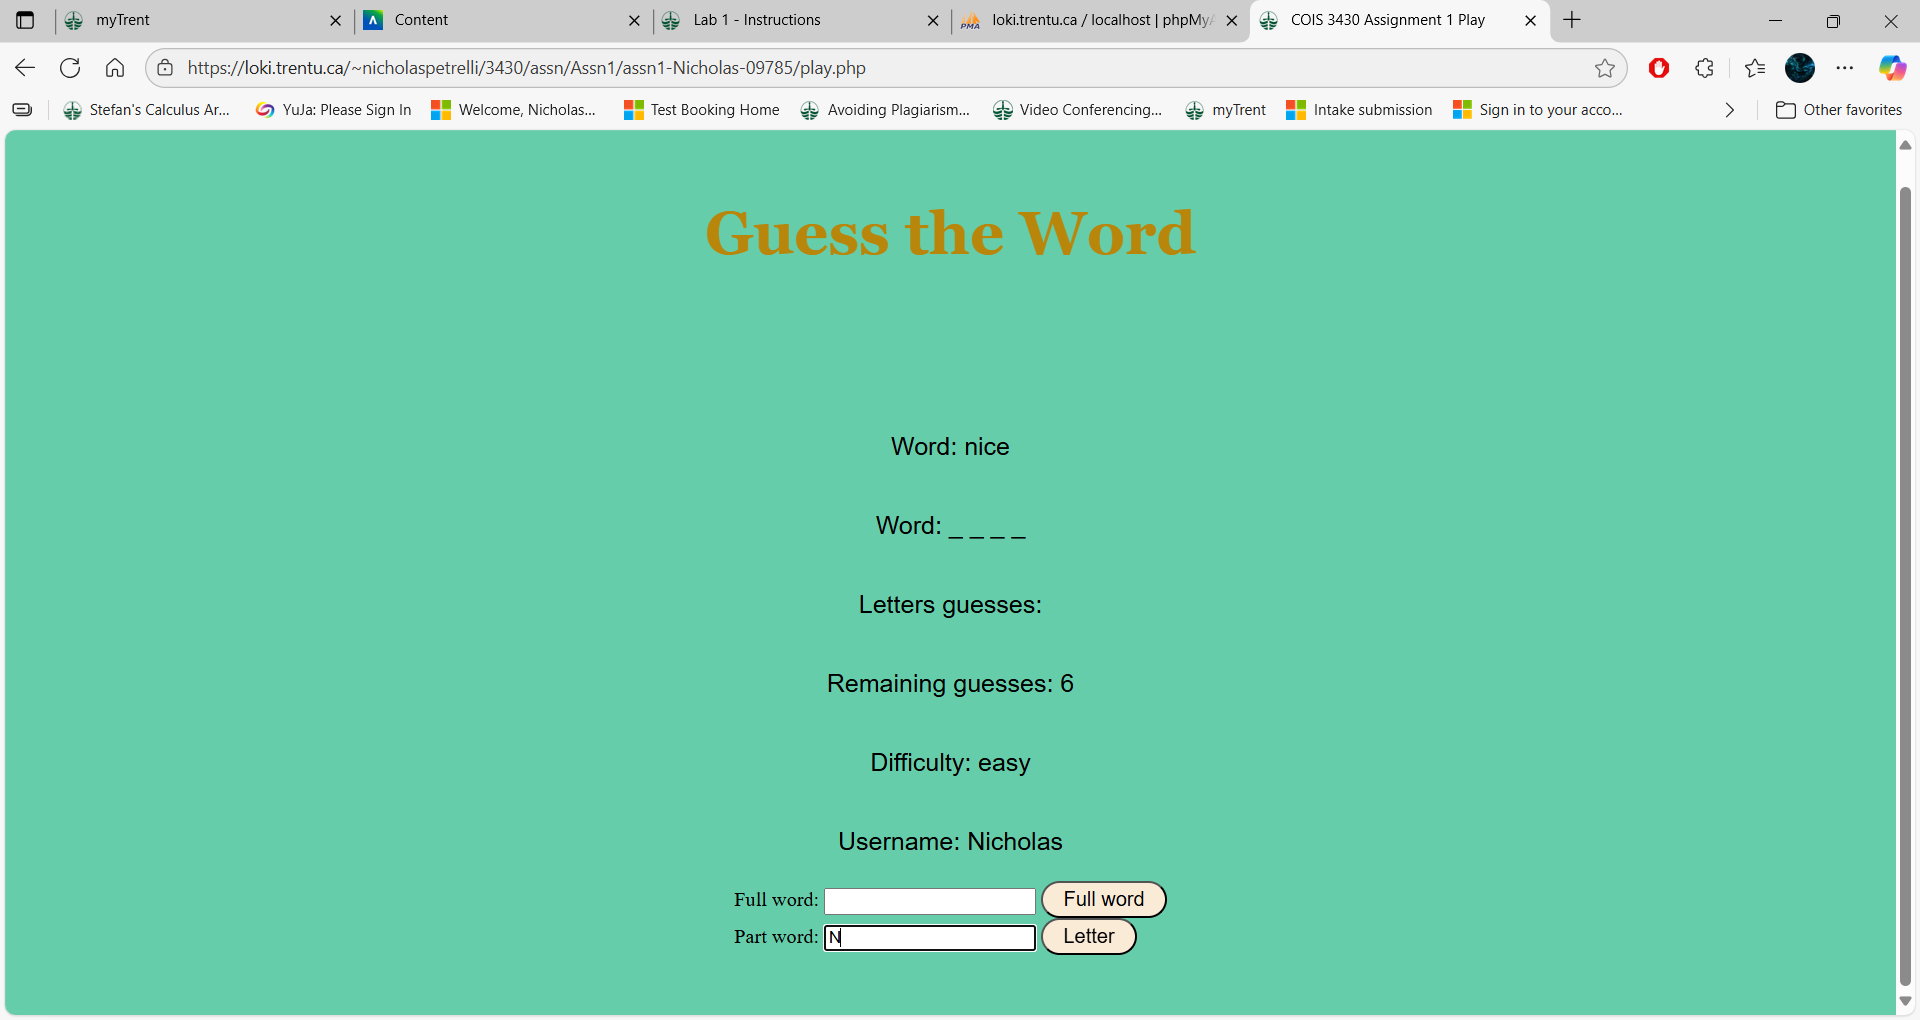 myTrent
Content
Lab 1 - Instructions
PMA loki.trentu.ca / localhost | phpMyA
COIS 3430 Assignment 1 Play
https://loki.trentu.ca/~nicholaspetrelli/3430/assn/Assn1/assn1-Nicholas-09785/play.php
Stefan's Calculus Ar...
YuJa: Please Sign In
Welcome, Nicholas...
Test Booking Home
Avoiding Plagiarism...
Video Conferencing...
myTrent
Intake submission
Sign in to your acco...
Other favorites
Guess the Word
Word: nice
Word: _ _ _ _
Letters guesses:
Remaining guesses: 6
Difficulty: easy
Username: Nicholas
Full word: Full word
Part word: N Letter